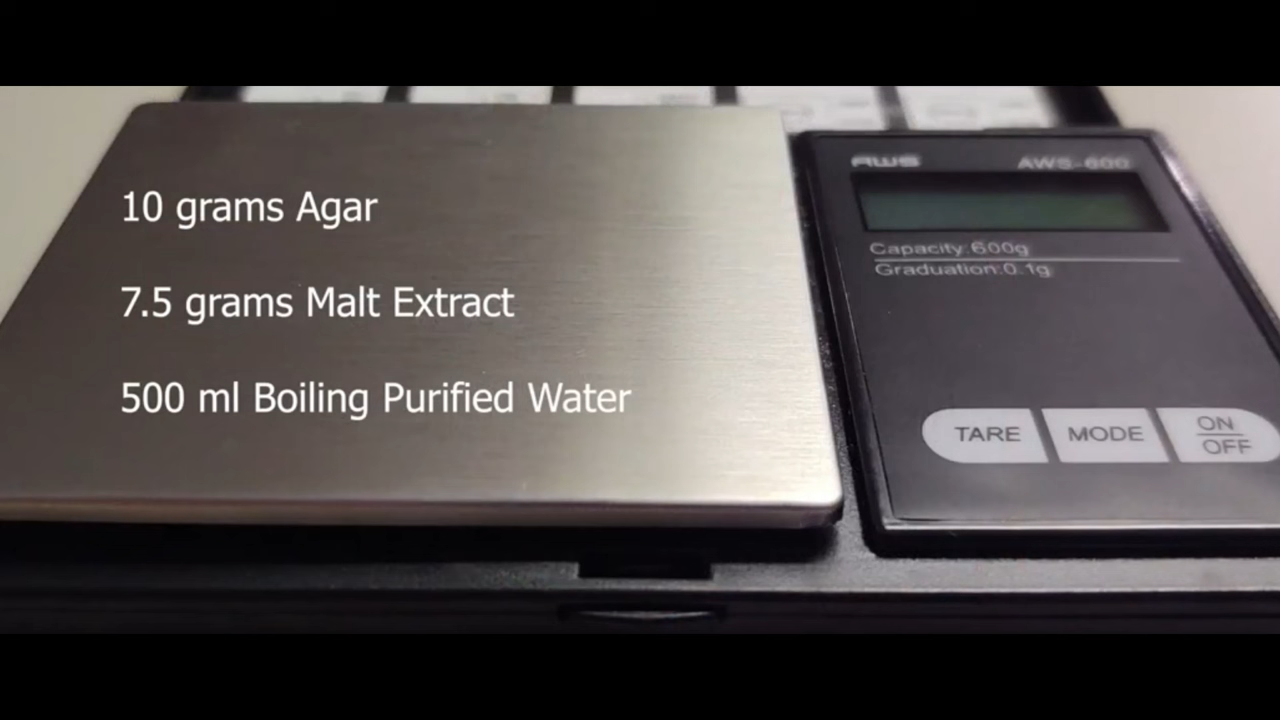 10 grams Agar
7.5 grams Malt Extract
500 ml Boiling Purified Water
AWS AWS-600
Capacity:600g
Graduation:0.1g
TARE MODE ON
OFF